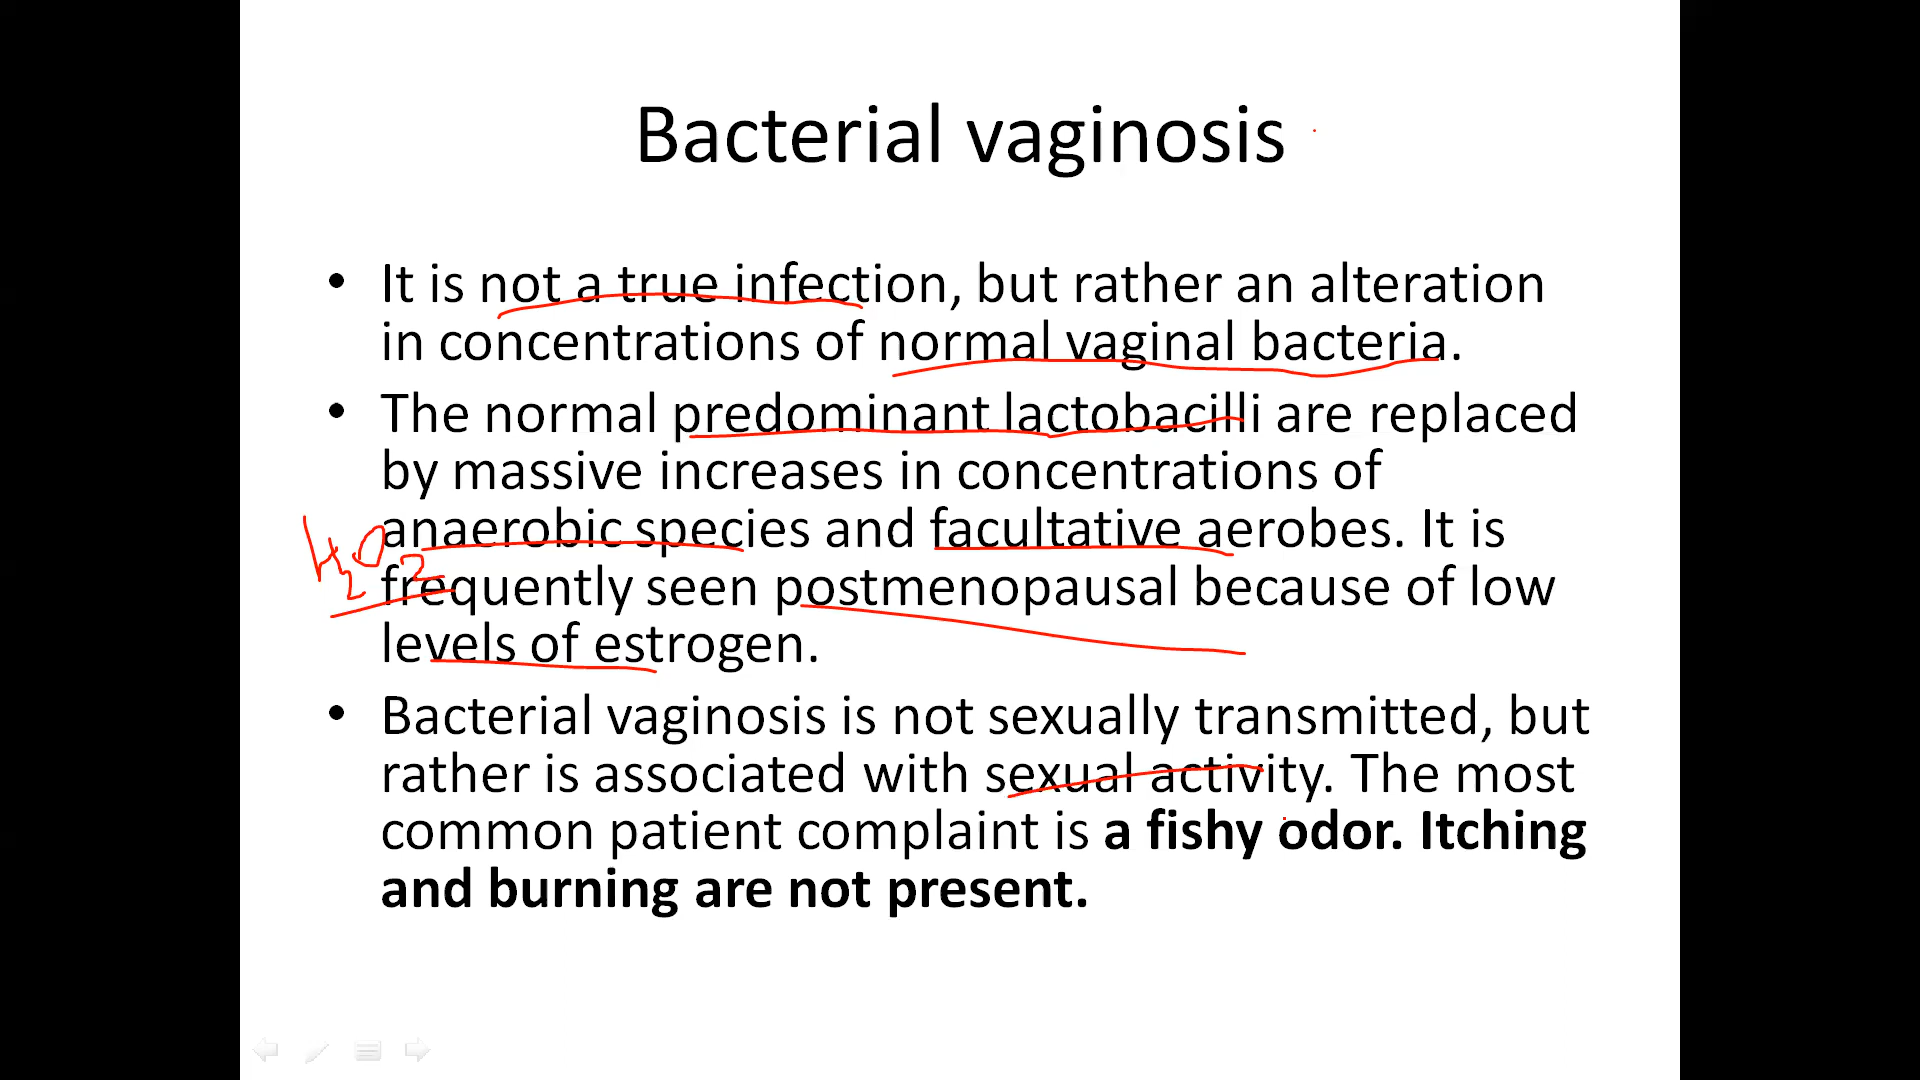 Bacterial vaginosis
• It is not a true infection, but rather an alteration
in concentrations of normal vaginal bacteria.
• The normal predominant lactobacilli are replaced
by massive increases in concentrations of
anaerobic species and facultative aerobes. It is
H2O2
frequently seen postmenopausal because of low
levels of estrogen.
• Bacterial vaginosis is not sexually transmitted, but
rather is associated with sexual activity. The most
common patient complaint is a fishy odor. Itching
and burning are not present.